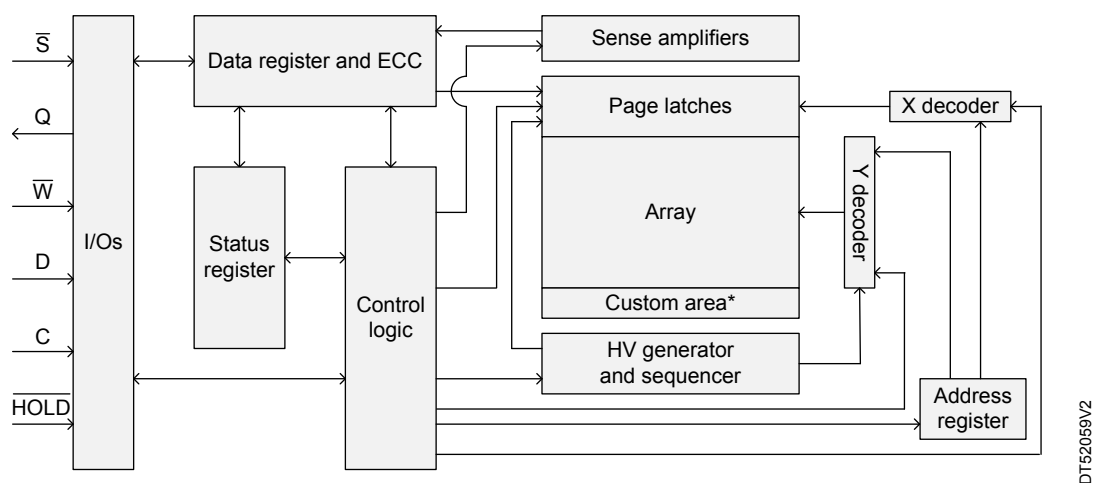 S̅
Q
W̅
D
C
H̅O̅L̅D̅
I/Os
Data register and ECC
Status
register
Control
logic
Sense amplifiers
Page latches
Array
Custom area*
HV generator
and sequencer
X decoder
Y decoder
Address
register
DT52059V2